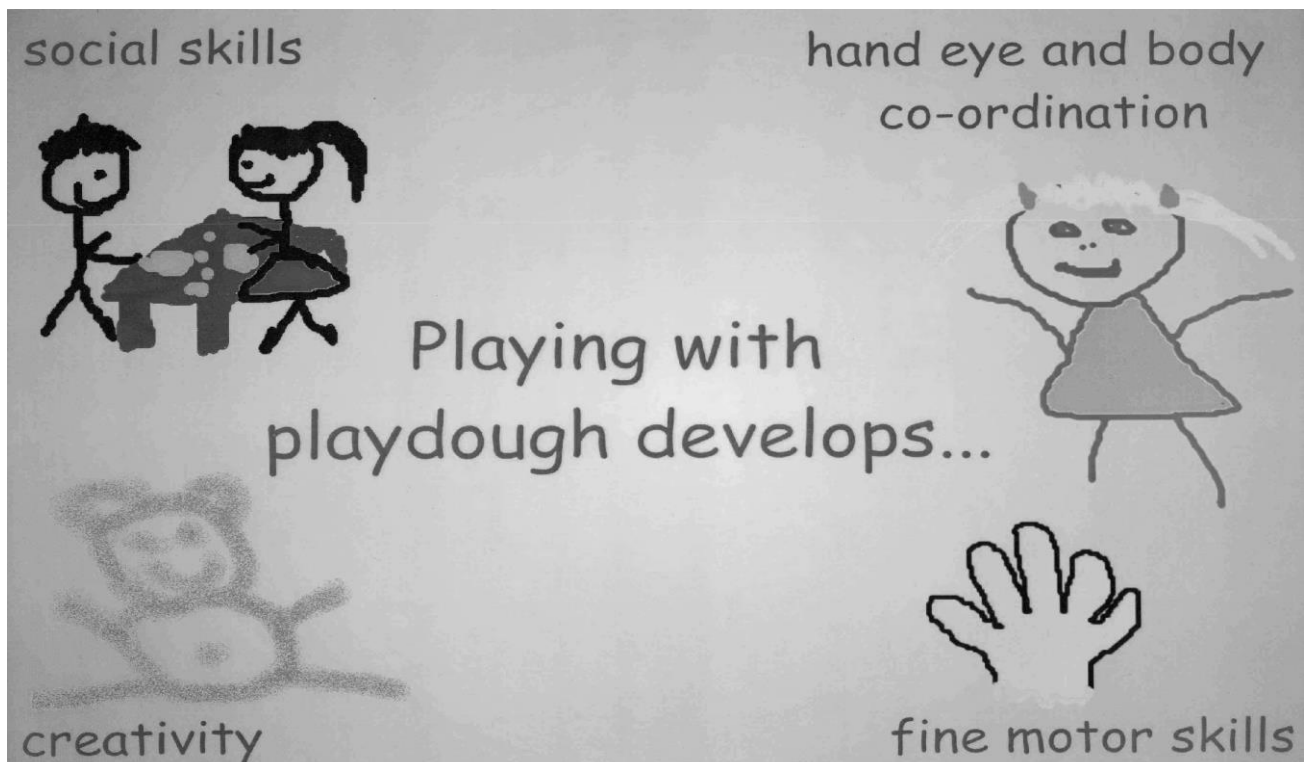 social skills
hand eye and body
co-ordination
Playing with
playdough develops...
creativity
fine motor skills